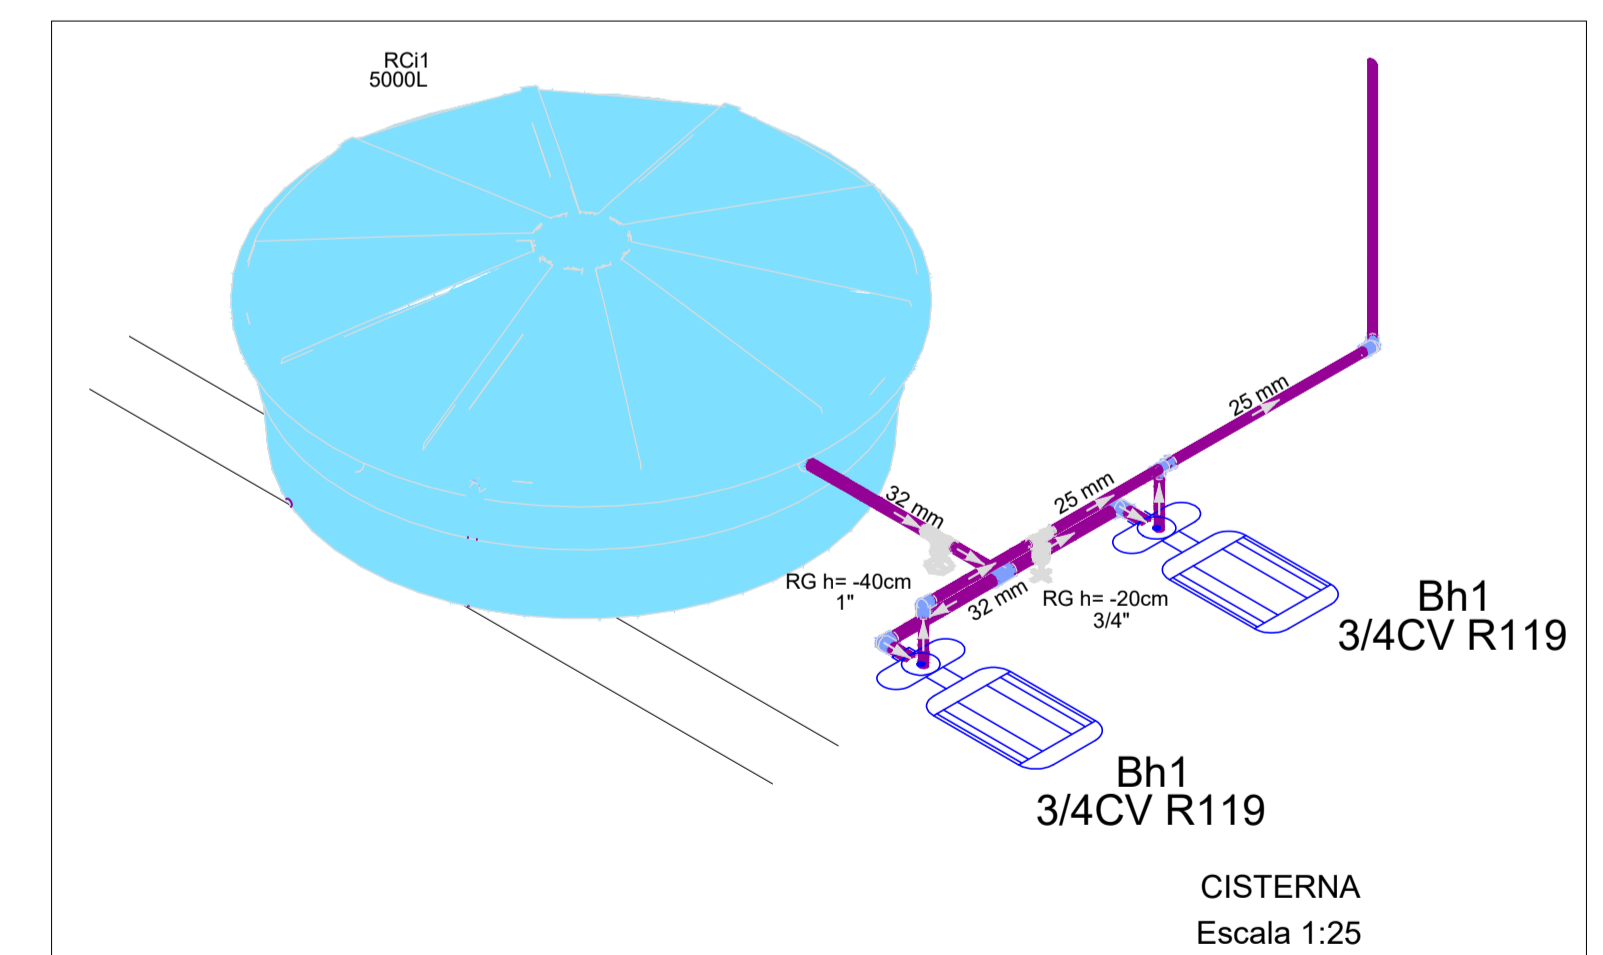 RCi1
5000L
25 mm
25 mm
32 mm
RG h= -40cm
1"
32 mm
RG h= -20cm
3/4"
Bh1
3/4CV R119
Bh1
3/4CV R119
CISTERNA
Escala 1:25